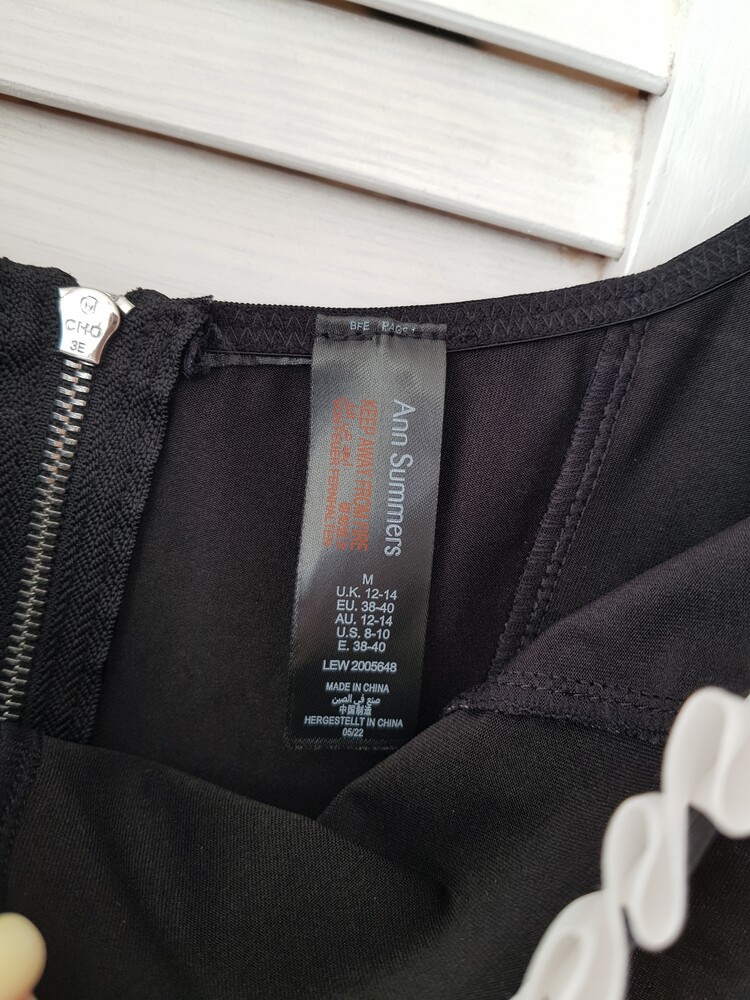 CHO
3E
Ann Summers
KEEP AWAY FROM FIRE
M
U.K. 12-14
EU. 38-40
AU. 12-14
U.S. 8-10
E. 38-40
LEW 2005648
MADE IN CHINA
صنع في الصين
中国制造
HERGESTELLT IN CHINA
05/22